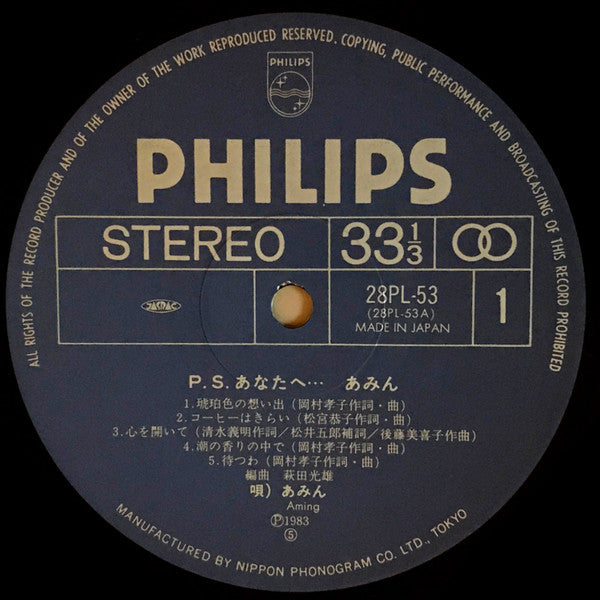 ALL RIGHTS OF THE RECORD PRODUCER AND OF THE OWNER OF THE WORK REPRODUCED RESERVED. COPYING, PUBLIC PERFORMANCE AND BROADCASTING OF THIS RECORD PROHIBITED
PHILIPS
PHILIPS
STEREO 33 1/3
JASRAC 28PL-53 1
(28PL-53A)
MADE IN JAPAN
P.S.あなたへ… あみん
1.琥珀色の想い出(岡村孝子作詞・曲)
2.コーヒーはきらい(松宮恭子作詞・曲)
3.心を開いて(清水義明作詞/松井五郎補詞/後藤美喜子作曲)
4.潮の香りの中で(岡村孝子作詞・曲)
5.待つわ(岡村孝子作詞・曲)
編曲 萩田光雄
唄)あみん
Aming
Ⓟ1983
⑤
MANUFACTURED BY NIPPON PHONOGRAM CO. LTD., TOKYO